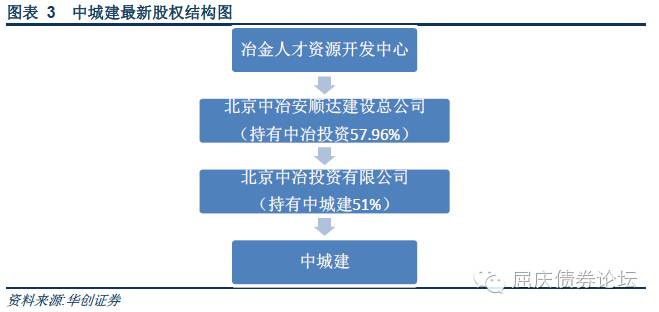 图表 3 中城建最新股权结构图
冶金人才资源开发中心
北京中冶安顺达建设总公司
（持有中冶投资57.96%）
北京中冶投资有限公司
（持有中城建51%）
中城建
屈庆债券论坛
资料来源:华创证券